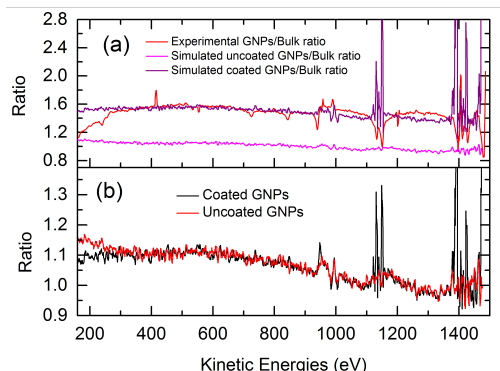 2.8
(a)
Experimental GNPs/Bulk ratio
2.4
Simulated uncoated GNPs/Bulk ratio
Simulated coated GNPs/Bulk ratio
2.0
Ratio
1.6
1.2
0.8
(b)
1.3
Coated GNPs
Uncoated GNPs
1.2
Ratio
1.1
1.0
0.9
200 400 600 800 1000 1200 1400
Kinetic Energies (eV)